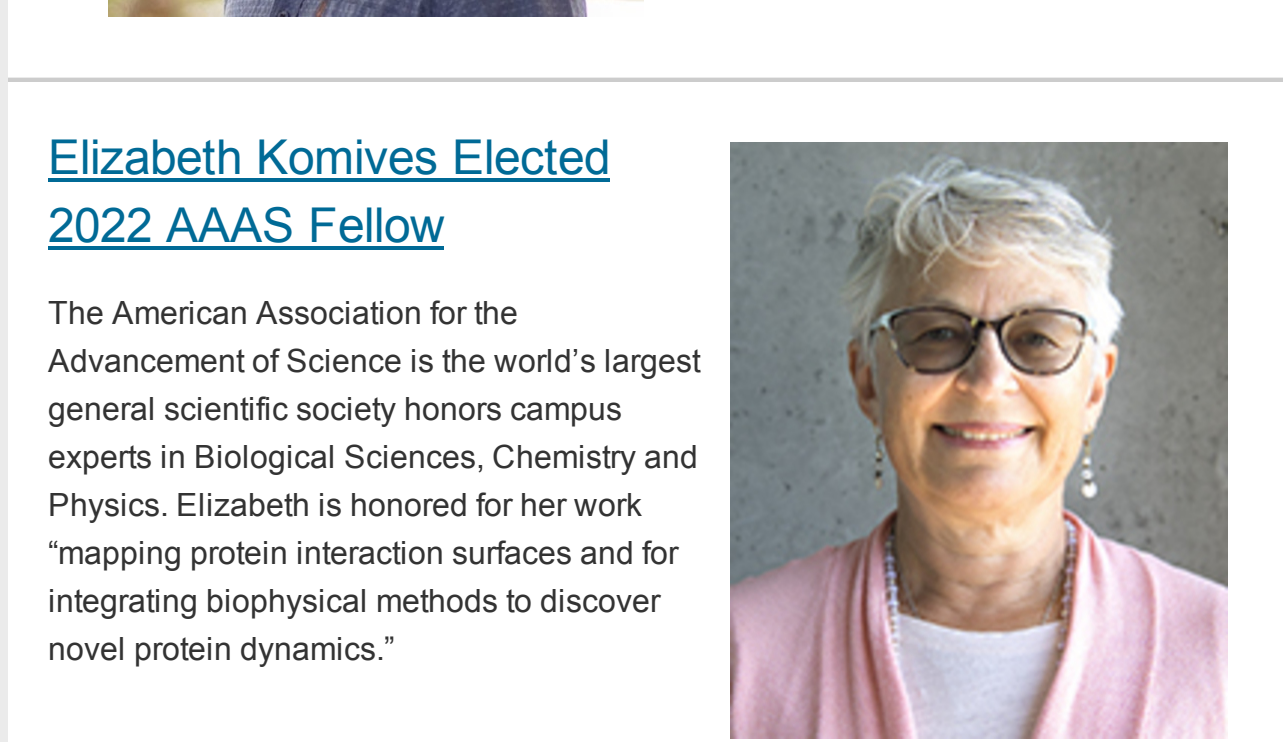 Elizabeth Komives Elected
2022 AAAS Fellow
The American Association for the
Advancement of Science is the world’s largest
general scientific society honors campus
experts in Biological Sciences, Chemistry and
Physics. Elizabeth is honored for her work
“mapping protein interaction surfaces and for
integrating biophysical methods to discover
novel protein dynamics.”